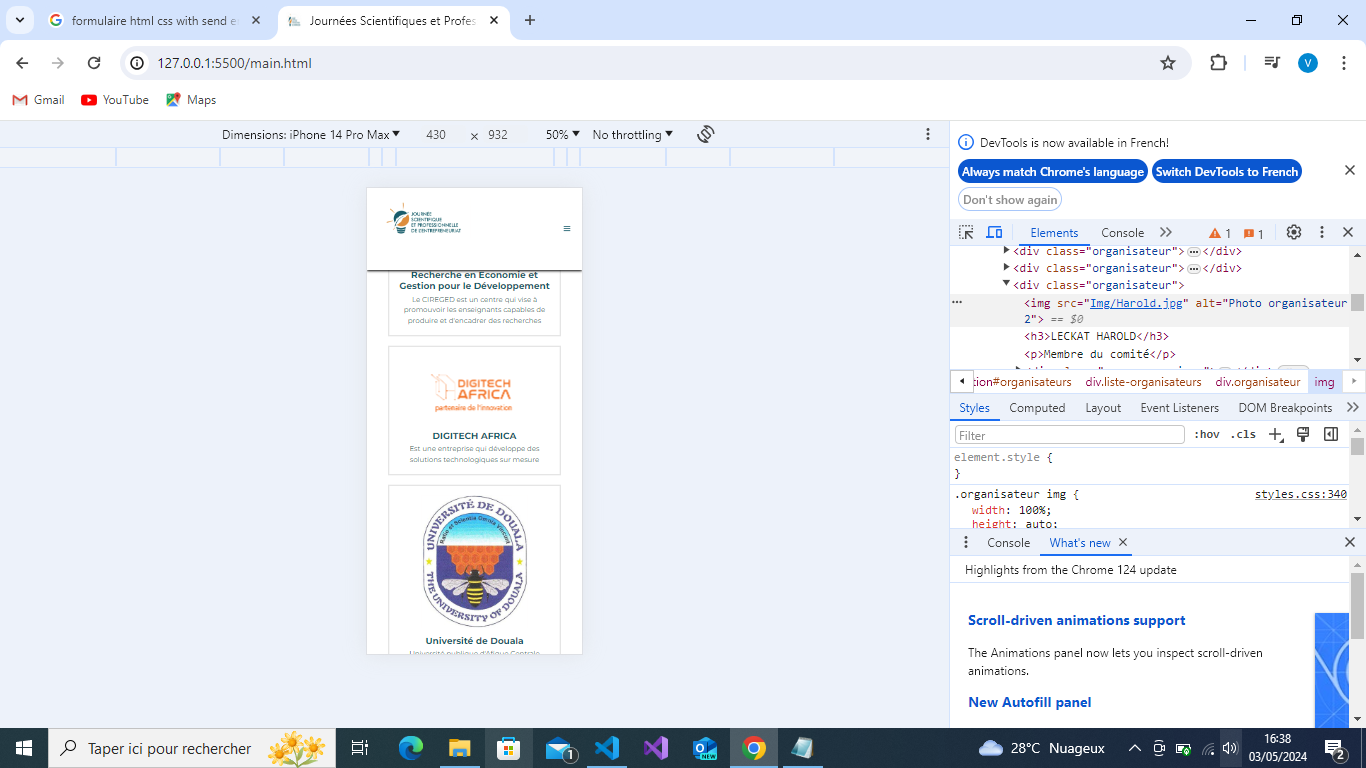 formulaire html css with send e
Journées Scientifiques et Profes
127.0.0.1:5500/main.html
V
Gmail
YouTube
Maps
Dimensions: iPhone 14 Pro Max
430
×
932
50%
No throttling
DevTools is now available in French!
Always match Chrome's language
Switch DevTools to French
Don't show again
Elements
Console
1
1
<div class="organisateur"> </div>
<div class="organisateur"> </div>
<div class="organisateur">
<img src="Img/Harold.jpg" alt="Photo organisateur
2"> == $0
<h3>LECKAT HAROLD</h3>
<p>Membre du comité</p>
tion#organisateurs
div.liste-organisateurs
div.organisateur
img
Styles
Computed
Layout
Event Listeners
DOM Breakpoints
Filter
:hov
.cls
element.style {
}
.organisateur img {
styles.css:340
width: 100%;
height: auto;
Console
What's new
Highlights from the Chrome 124 update
Scroll-driven animations support
The Animations panel now lets you inspect scroll-driven
animations.
New Autofill panel
JOURNÉE
SCIENTIFIQUE
ET PROFESSIONNELLE
DE L'ENTREPRENEURIAT
Recherche en Economie et
Gestion pour le Développement
Le CIREGED est un centre qui vise à
promouvoir les enseignants capables de
produire et d'encadrer des recherches
DIGITECH
AFRICA
partenaire de l'innovation
DIGITECH AFRICA
Est une entreprise qui développe des
solutions technologiques sur mesure
UNIVERSITÉ DE DOUALA
THE UNIVERSITY OF DOUALA
Université de Douala
Université publique d'Afique Centrale
Taper ici pour rechercher
1
NEW
28°C Nuageux
16:38
03/05/2024
2